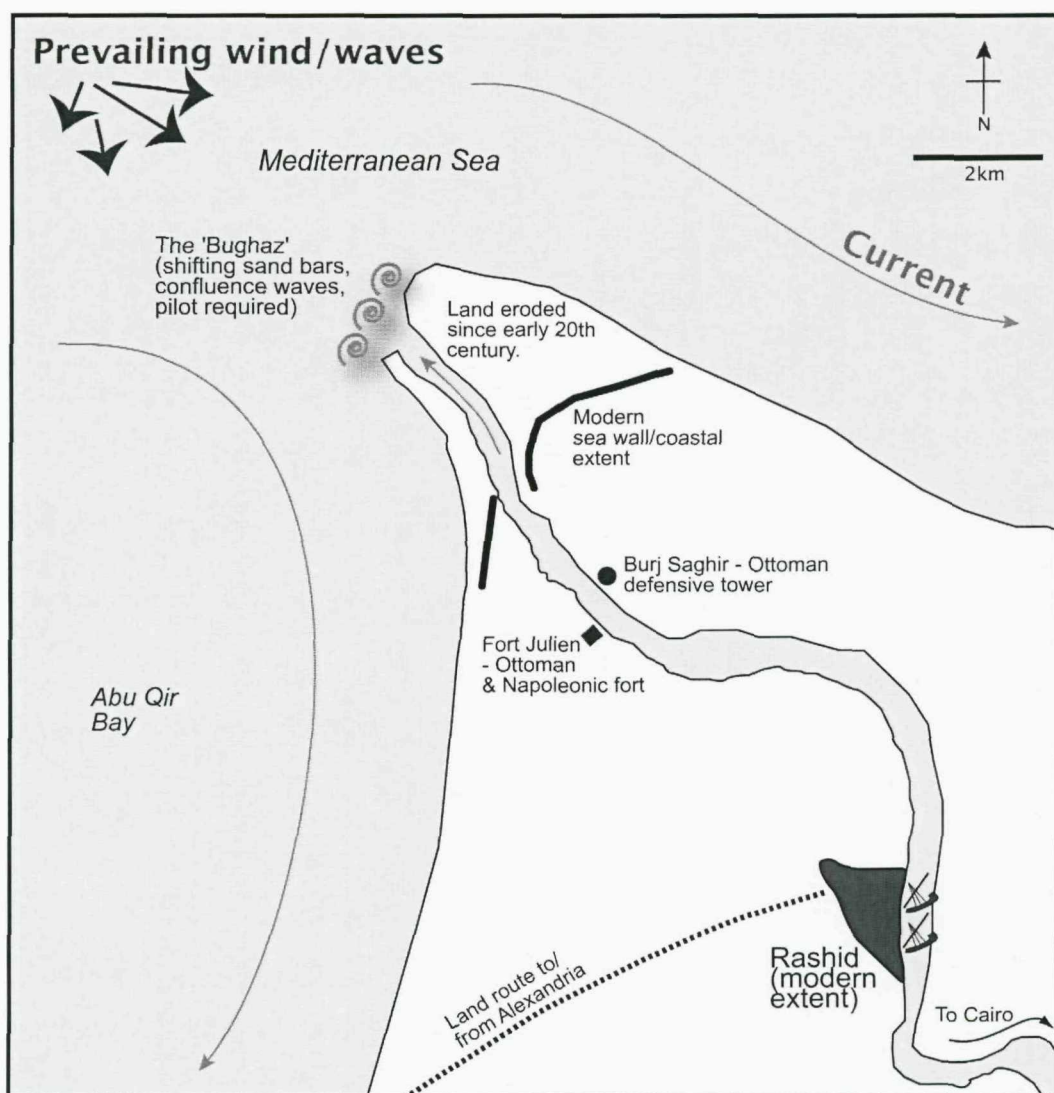 Prevailing wind/waves
N
2km
Mediterranean Sea
The 'Bughaz'
(shifting sand bars,
confluence waves,
pilot required)
Current
Land eroded
since early 20th
century.
Modern
sea wall/coastal
extent
Burj Saghir - Ottoman
defensive tower
Fort Julien
- Ottoman
& Napoleonic fort
Abu Qir
Bay
Rashid
(modern
extent)
Land route to/
from Alexandria
To Cairo